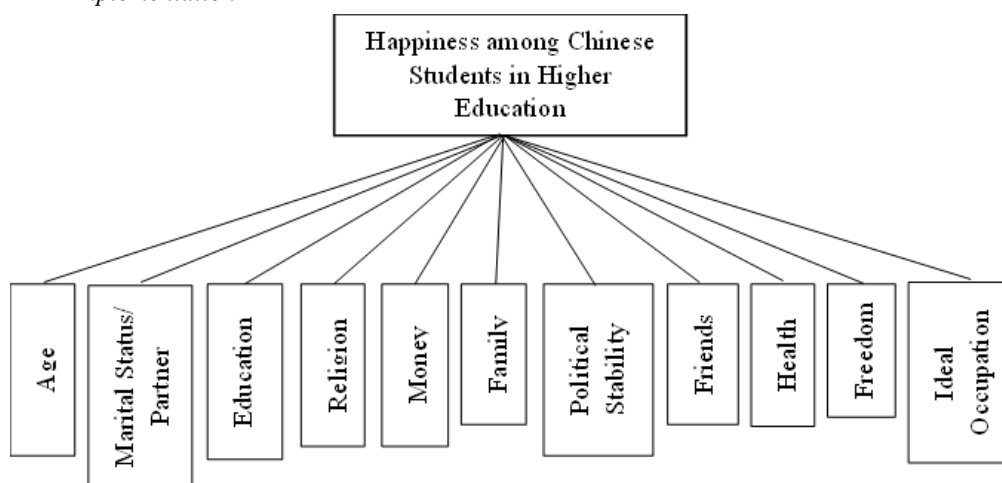 Happiness among Chinese
Students in Higher
Education
Age
Marital Status/
Partner
Education
Religion
Money
Family
Political
Stability
Friends
Health
Freedom
Ideal
Occupation